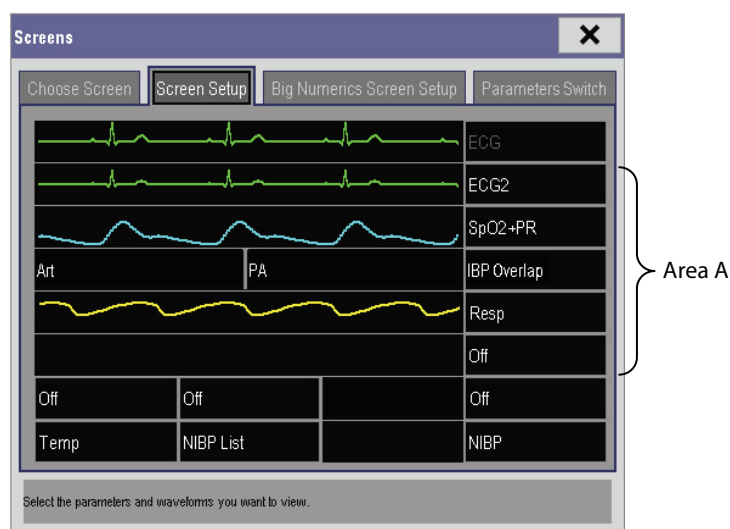 Screens
Choose Screen Screen Setup Big Numerics Screen Setup Parameters Switch
ECG
ECG2
SpO2+PR
Art PA IBP Overlap
Area A
Resp
Off
Off Off Off
Temp NIBP List NIBP
Select the parameters and waveforms you want to view.